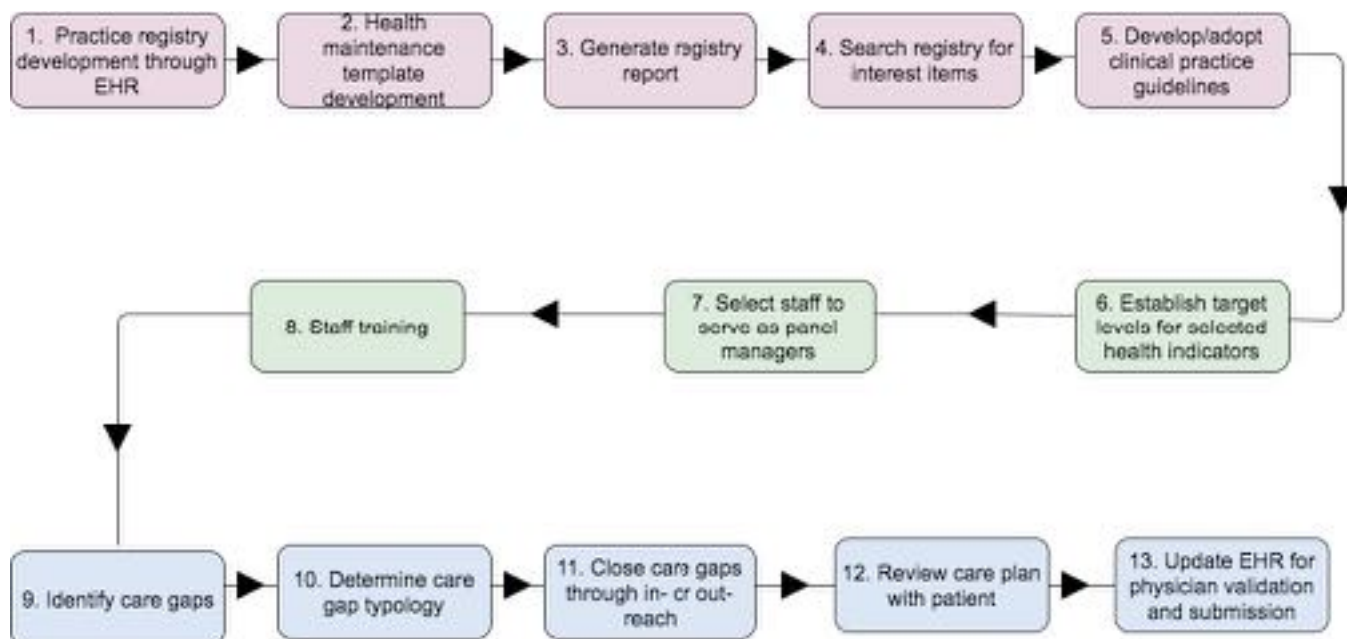 1. Practice registry
development through
EHR
2. Health
maintenance
template
development
3. Generate registry
report
4. Search registry for
interest items
5. Develop/adopt
clinical practice
guidelines
8. Staff training
7. Select staff to
serve as panel
managers
6. Establish target
levels for selected
health indicators
9. Identify care gaps
10. Determine care
gap typology
11. Close care gaps
through in- or out-
reach
12. Review care plan
with patient
13. Update EHR for
physician validation
and submission